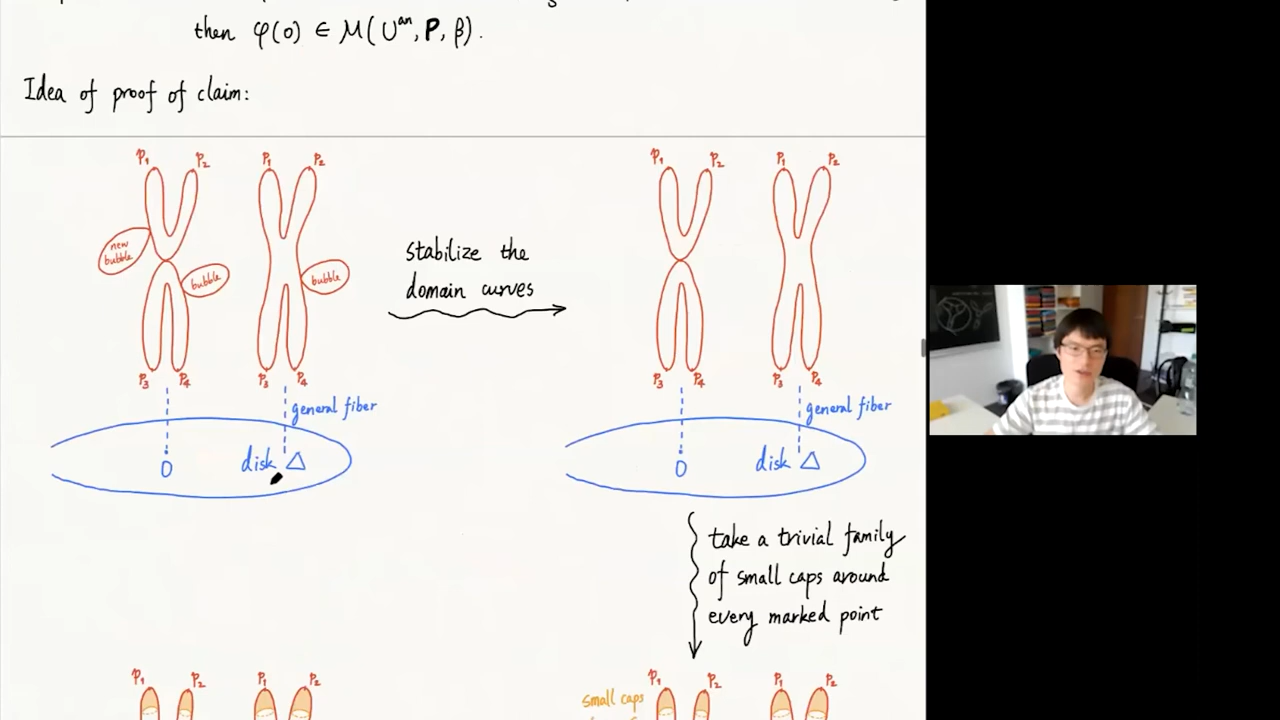 then φ(0) ∈ M(U^an, P, β).
Idea of proof of claim:
P₁ P₂ P₁ P₂
new bubble
bubble
bubble
P₃ P₄ P₃ P₄
general fiber
0 disk △
stabilize the
domain curves
P₁ P₂ P₁ P₂
P₃ P₄ P₃ P₄
general fiber
0 disk △
take a trivial family
of small caps around
every marked point
P₁ P₂ P₁ P₂
small caps
P₁ P₂ P₁ P₂